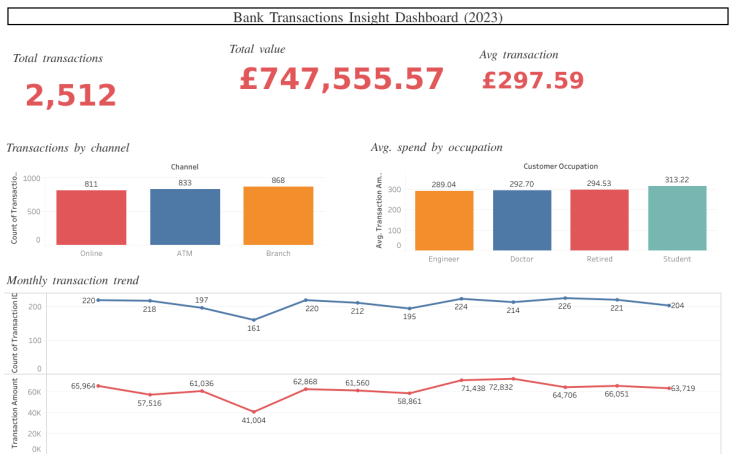 Bank Transactions Insight Dashboard (2023)
Total transactions
2,512
Total value
£747,555.57
Avg transaction
£297.59
Transactions by channel
Channel
Count of Transactio..
1000
500
0
811
833
868
Online
ATM
Branch
Avg. spend by occupation
Customer Occupation
Avg. Transaction Am..
300
200
100
0
289.04
292.70
294.53
313.22
Engineer
Doctor
Retired
Student
Monthly transaction trend
Count of Transaction ID
200
100
0
220
218
197
161
220
212
195
224
214
226
221
204
Transaction Amount
60K
40K
20K
0K
65,964
57,516
61,036
41,004
62,868
61,560
58,861
71,438
72,832
64,706
66,051
63,719